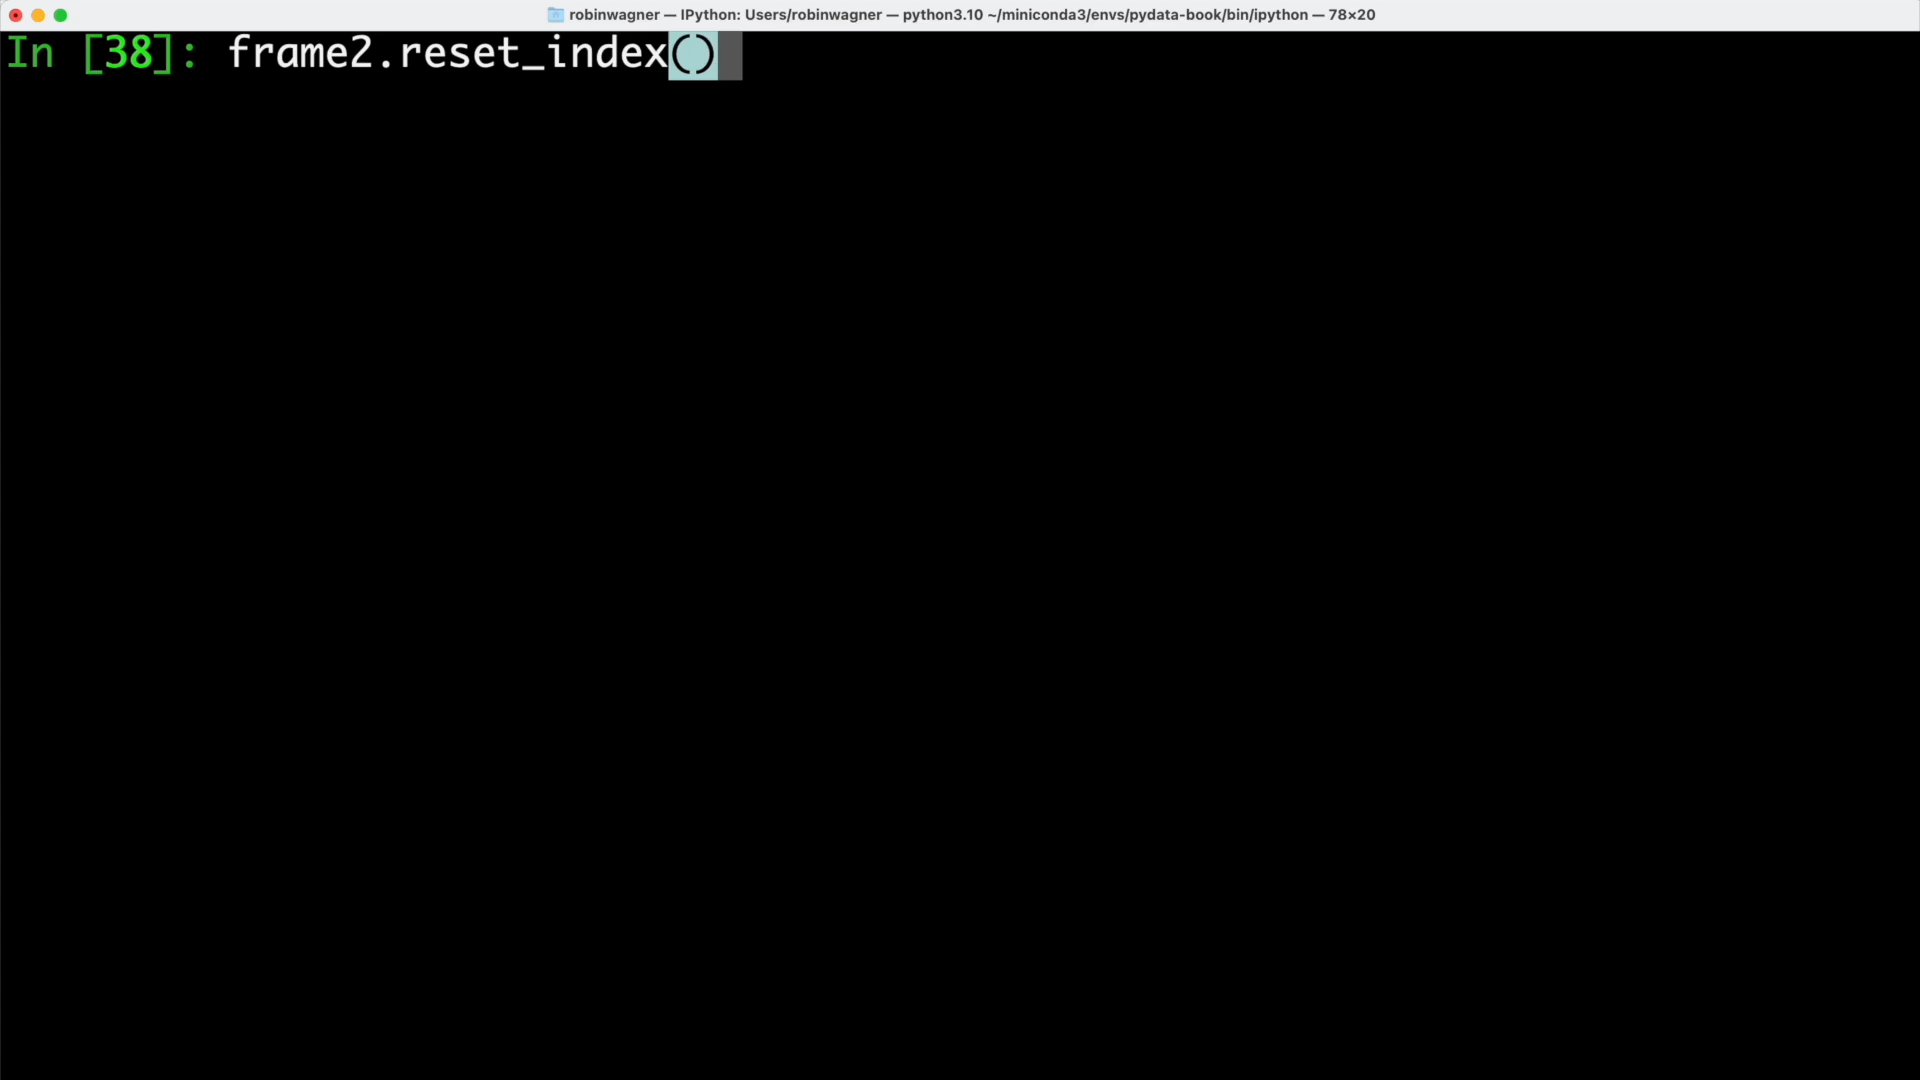 robinwagner — IPython: Users/robinwagner — python3.10 ~/miniconda3/envs/pydata-book/bin/ipython — 78×20
In [38]: frame2.reset_index()